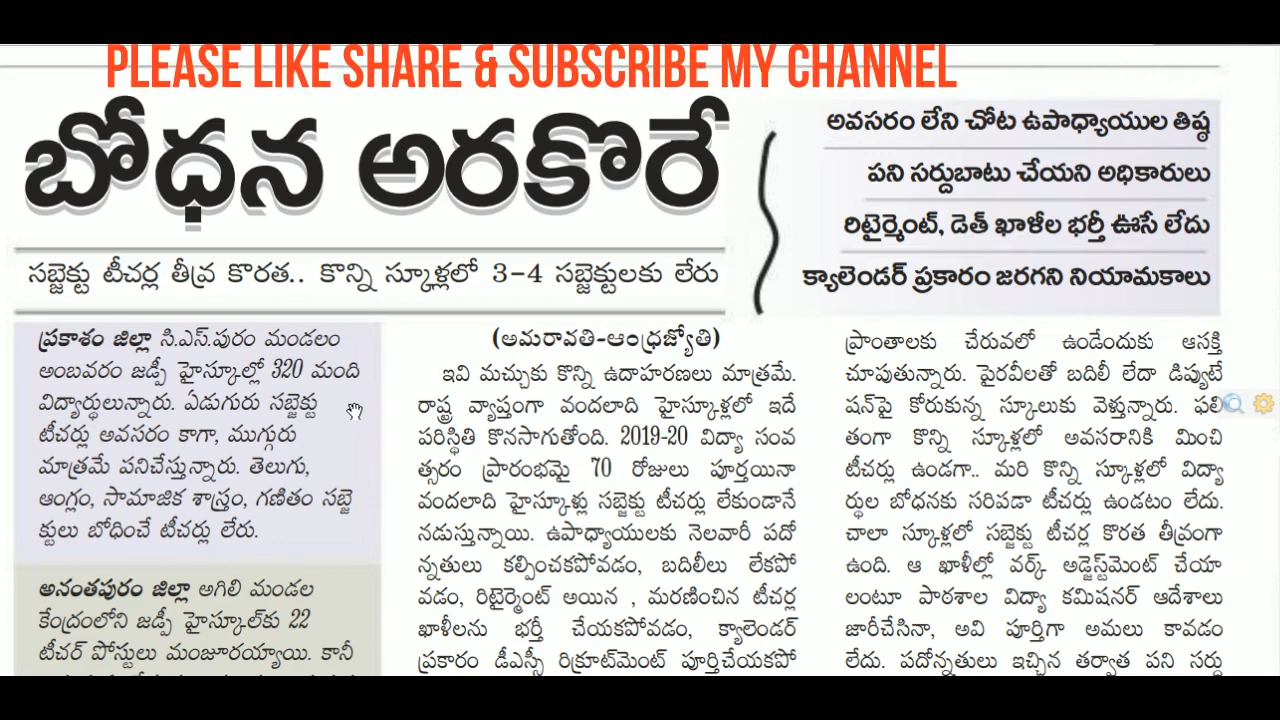 PLEASE LIKE SHARE & SUBSCRIBE MY CHANNEL
బోధన అరకొరే
సబ్జెక్టు టీచర్ల తీవ్ర కొరత.. కొన్ని స్కూళ్లలో 3-4 సబ్జెక్టులకు లేరు
అవసరం లేని చోట ఉపాధ్యాయుల తిష్ఠ
పని సర్దుబాటు చేయని అధికారులు
రిటైర్మెంట్, డెత్ ఖాళీల భర్తీ ఊసే లేదు
క్యాలెండర్ ప్రకారం జరగని నియామకాలు
ప్రకాశం జిల్లా సి.ఎస్.పురం మండలం
అంబవరం జడ్పీ హైస్కూల్లో 320 మంది
విద్యార్థులున్నారు. ఏడుగురు సబ్జెక్టు
టీచర్లు అవసరం కాగా, ముగ్గురు
మాత్రమే పనిచేస్తున్నారు. తెలుగు,
ఆంగ్లం, సామాజిక శాస్త్రం, గణితం సబ్జె
క్టులు బోధించే టీచర్లు లేరు.
అనంతపురం జిల్లా అగిలి మండల
కేంద్రంలోని జడ్పీ హైస్కూల్‌కు 22
టీచర్ పోస్టులు మంజూరయ్యాయి. కానీ
(అమరావతి-ఆంధ్రజ్యోతి)
ఇవి మచ్చుకు కొన్ని ఉదాహరణలు మాత్రమే.
రాష్ట్ర వ్యాప్తంగా వందలాది హైస్కూళ్లలో ఇదే
పరిస్థితి కొనసాగుతోంది. 2019-20 విద్యా సంవ
త్సరం ప్రారంభమై 70 రోజులు పూర్తయినా
వందలాది హైస్కూళ్లు సబ్జెక్టు టీచర్లు లేకుండానే
నడుస్తున్నాయి. ఉపాధ్యాయులకు నెలవారీ పదో
న్నతులు కల్పించకపోవడం, బదిలీలు లేకపో
వడం, రిటైర్మెంట్ అయిన , మరణించిన టీచర్ల
ఖాళీలను భర్తీ చేయకపోవడం, క్యాలెండర్
ప్రకారం డీఎస్సీ రిక్రూట్‌మెంట్ పూర్తిచేయకపో
ప్రాంతాలకు చేరువలో ఉండేందుకు ఆసక్తి
చూపుతున్నారు. పైరవీలతో బదిలీ లేదా డిప్యుటే
షన్‌పై కోరుకున్న స్కూలుకు వెళ్తున్నారు. ఫలి
తంగా కొన్ని స్కూళ్లలో అవసరానికి మించి
టీచర్లు ఉండగా.. మరి కొన్ని స్కూళ్లలో విద్యా
ర్థుల బోధనకు సరిపడా టీచర్లు ఉండటం లేదు.
చాలా స్కూళ్లలో సబ్జెక్టు టీచర్ల కొరత తీవ్రంగా
ఉంది. ఆ ఖాళీల్లో వర్క్ అడ్జెస్ట్‌మెంట్ చేయా
లంటూ పాఠశాల విద్యా కమిషనర్ ఆదేశాలు
జారీచేసినా, అవి పూర్తిగా అమలు కావడం
లేదు. పదోన్నతులు ఇచ్చిన తర్వాత పని సర్దు